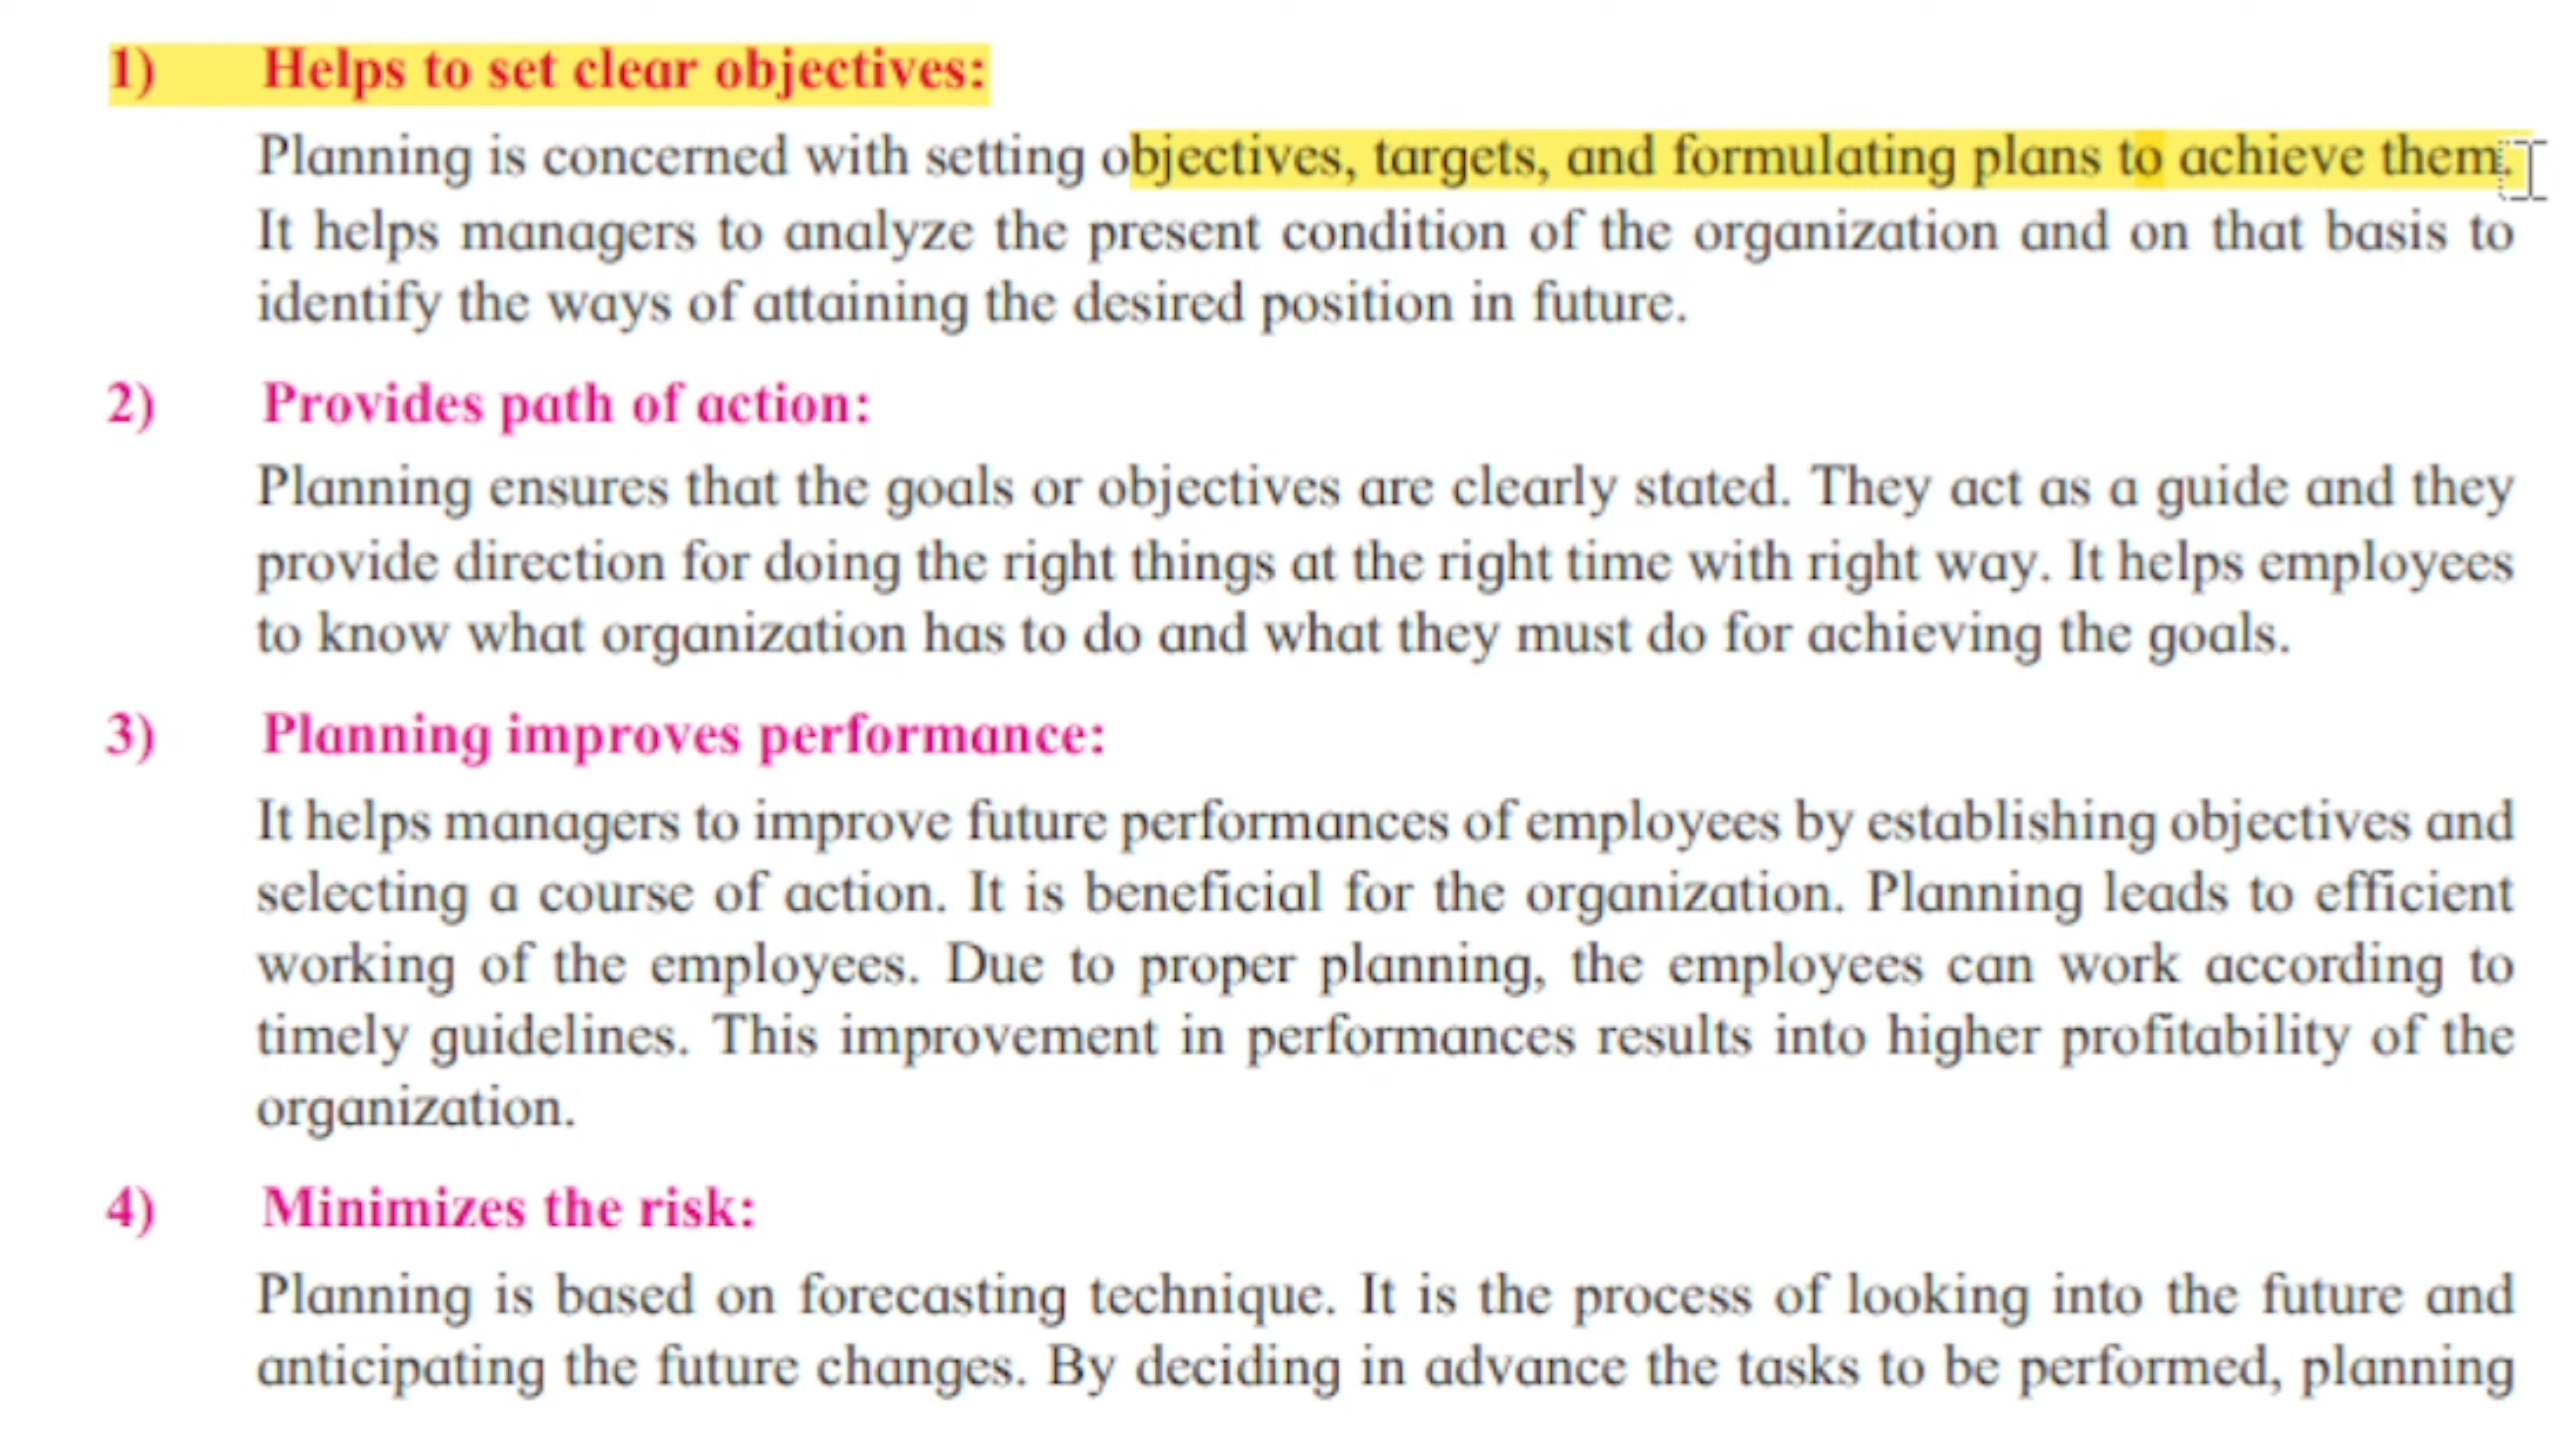 1) Helps to set clear objectives:
Planning is concerned with setting objectives, targets, and formulating plans to achieve them.
It helps managers to analyze the present condition of the organization and on that basis to
identify the ways of attaining the desired position in future.
2) Provides path of action:
Planning ensures that the goals or objectives are clearly stated. They act as a guide and they
provide direction for doing the right things at the right time with right way. It helps employees
to know what organization has to do and what they must do for achieving the goals.
3) Planning improves performance:
It helps managers to improve future performances of employees by establishing objectives and
selecting a course of action. It is beneficial for the organization. Planning leads to efficient
working of the employees. Due to proper planning, the employees can work according to
timely guidelines. This improvement in performances results into higher profitability of the
organization.
4) Minimizes the risk:
Planning is based on forecasting technique. It is the process of looking into the future and
anticipating the future changes. By deciding in advance the tasks to be performed, planning